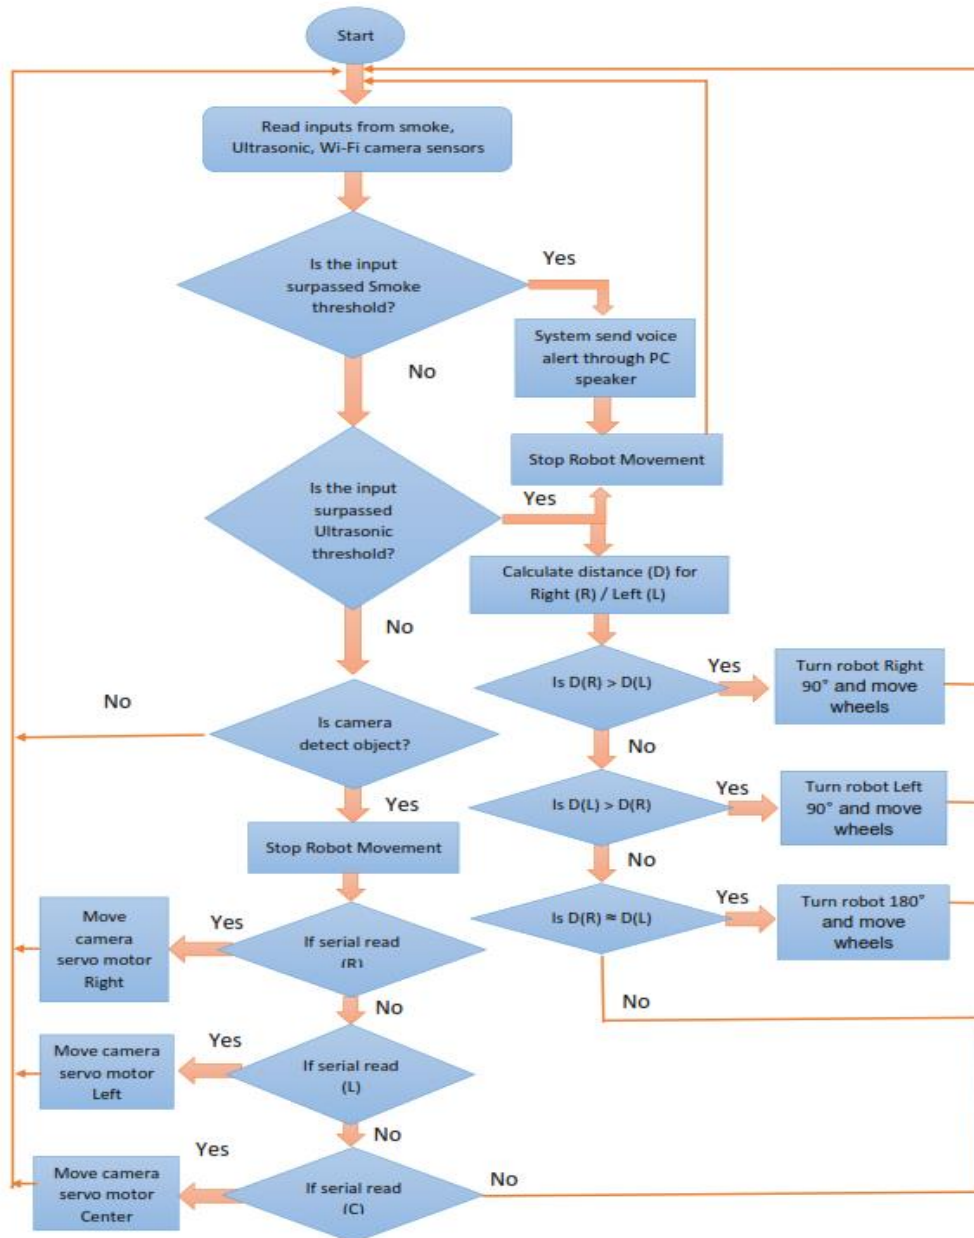 Start
Read inputs from smoke,
Ultrasonic, Wi-Fi camera sensors
Is the input
surpassed Smoke
threshold?
Yes
System send voice
alert through PC
speaker
No
Stop Robot Movement
Is the input
surpassed
Ultrasonic
threshold?
Yes
Calculate distance (D) for
Right (R) / Left (L)
No
Is D(R) > D(L)
Yes
Turn robot Right
90° and move
wheels
No
Is camera
detect object?
No
Is D(L) > D(R)
Yes
Turn robot Left
90° and move
wheels
Yes
Stop Robot Movement
No
Is D(R) ≈ D(L)
Yes
Turn robot 180°
and move
wheels
No
If serial read
(R)
Yes
Move
camera
servo motor
Right
No
If serial read
(L)
Yes
Move camera
servo motor
Left
No
If serial read
(C)
Yes
Move camera
servo motor
Center
No